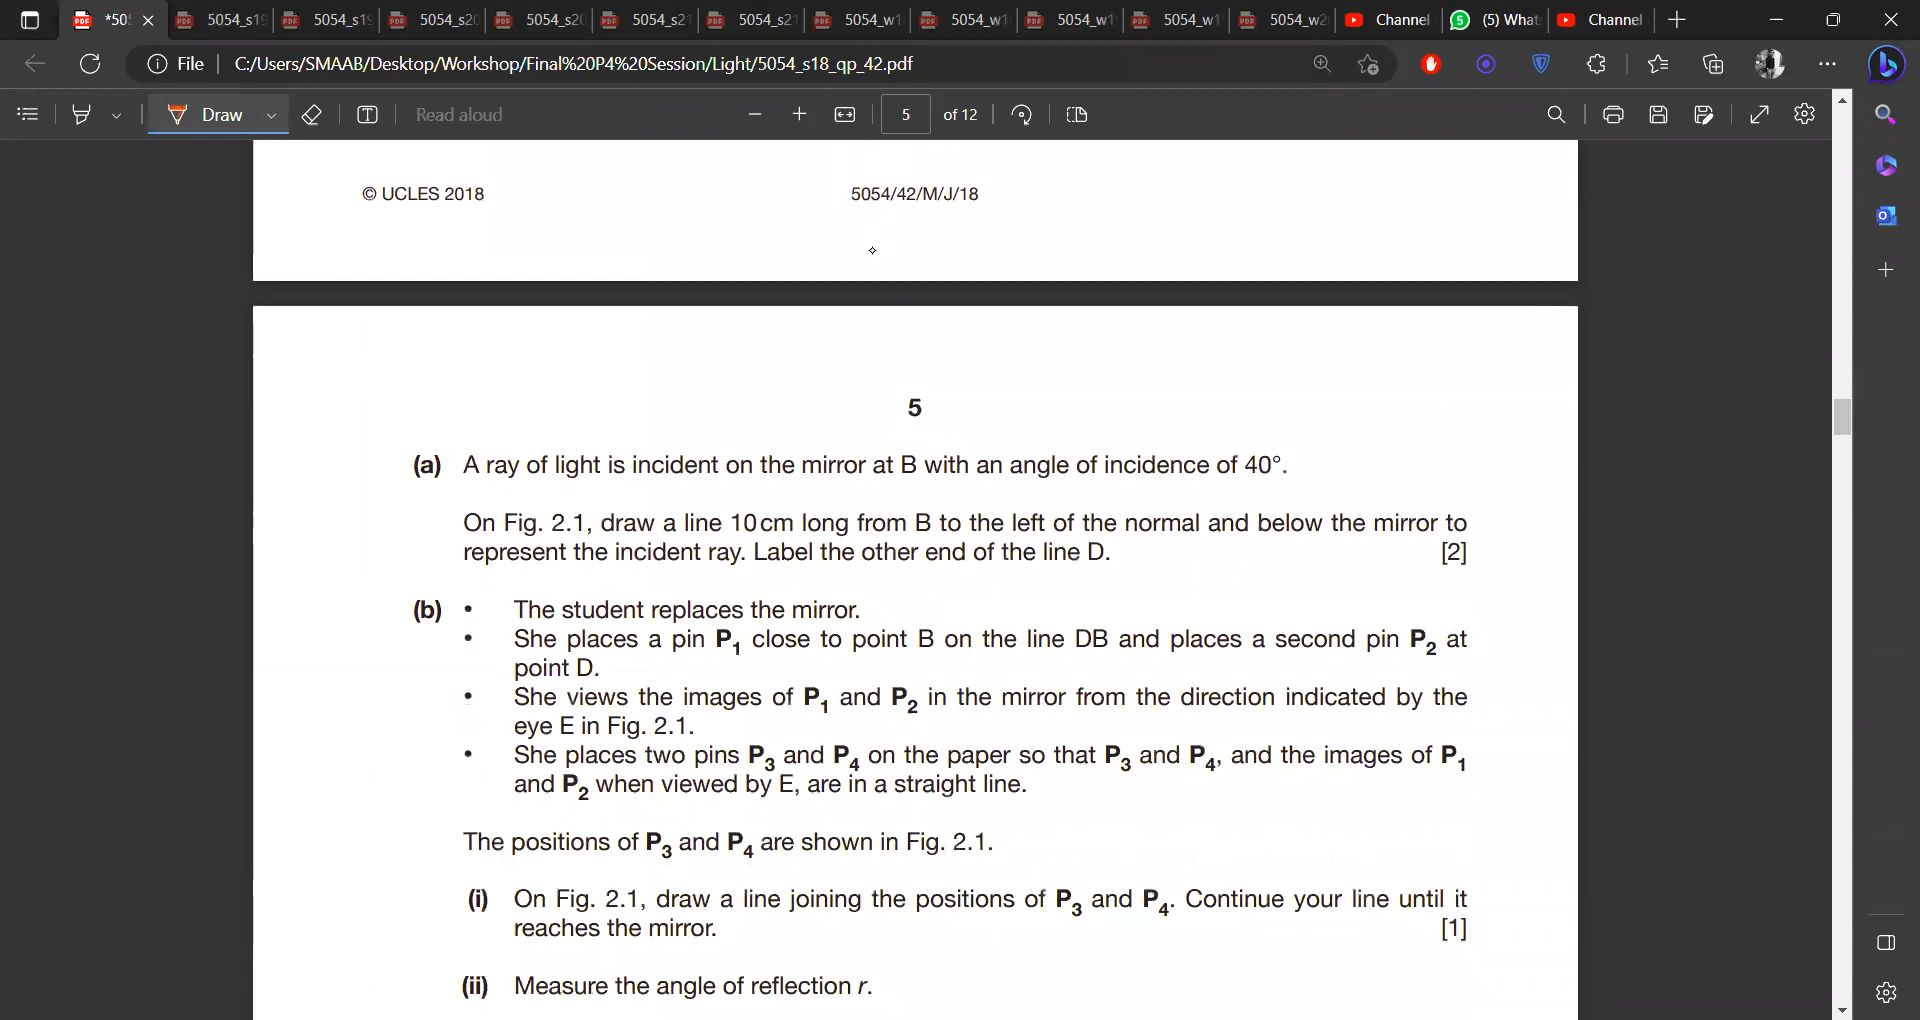 *50 5054_s19 5054_s19 5054_s20 5054_s20 5054_s21 5054_s21 5054_w1 5054_w1 5054_w1 5054_w1 5054_w20 Channel (5) What Channel
File C:/Users/SMAAB/Desktop/Workshop/Final%20P4%20Session/Light/5054_s18_qp_42.pdf
Draw Read aloud 5 of 12
© UCLES 2018 5054/42/M/J/18
5
(a) A ray of light is incident on the mirror at B with an angle of incidence of 40°.
On Fig. 2.1, draw a line 10 cm long from B to the left of the normal and below the mirror to
represent the incident ray. Label the other end of the line D. [2]
(b) • The student replaces the mirror.
• She places a pin P1 close to point B on the line DB and places a second pin P2 at
point D.
• She views the images of P1 and P2 in the mirror from the direction indicated by the
eye E in Fig. 2.1.
• She places two pins P3 and P4 on the paper so that P3 and P4, and the images of P1
and P2 when viewed by E, are in a straight line.
The positions of P3 and P4 are shown in Fig. 2.1.
(i) On Fig. 2.1, draw a line joining the positions of P3 and P4. Continue your line until it
reaches the mirror. [1]
(ii) Measure the angle of reflection r.